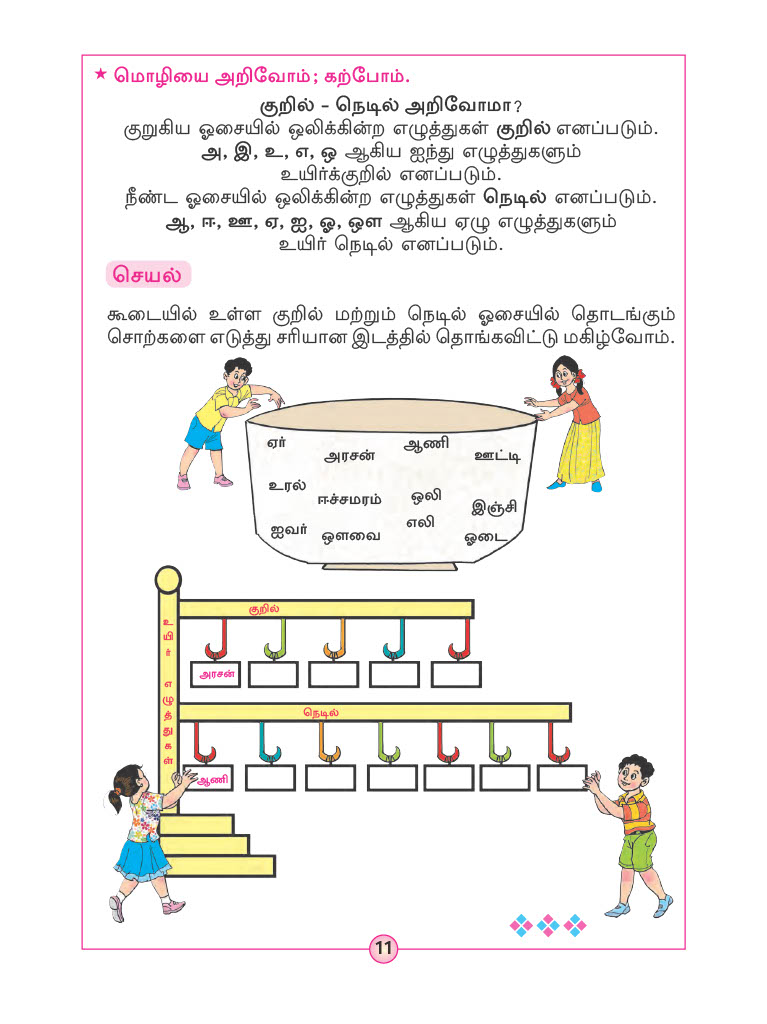 ★ மொழியை அறிவோம் ; கற்போம்.
குறில் – நெடில் அறிவோமா ?
குறுகிய ஓசையில் ஒலிக்கின்ற எழுத்துகள் குறில் எனப்படும்.
அ, இ, உ, எ, ஒ ஆகிய ஐந்து எழுத்துகளும்
உயிர்க்குறில் எனப்படும்.
நீண்ட ஓசையில் ஒலிக்கின்ற எழுத்துகள் நெடில் எனப்படும்.
ஆ, ஈ, ஊ, ஏ, ஐ, ஓ, ஔ ஆகிய ஏழு எழுத்துகளும்
உயிர் நெடில் எனப்படும்.
செயல்
கூடையில் உள்ள குறில் மற்றும் நெடில் ஓசையில் தொடங்கும்
சொற்களை எடுத்து சரியான இடத்தில் தொங்கவிட்டு மகிழ்வோம்.
ஏர் அரசன் ஆணி ஊட்டி
உரல் ஈச்சமரம் ஒலி இஞ்சி
ஐவர் ஔவை எலி ஓடை
குறில்
உயிர் எழுத்துகள்
அரசன்
நெடில்
ஆணி
11